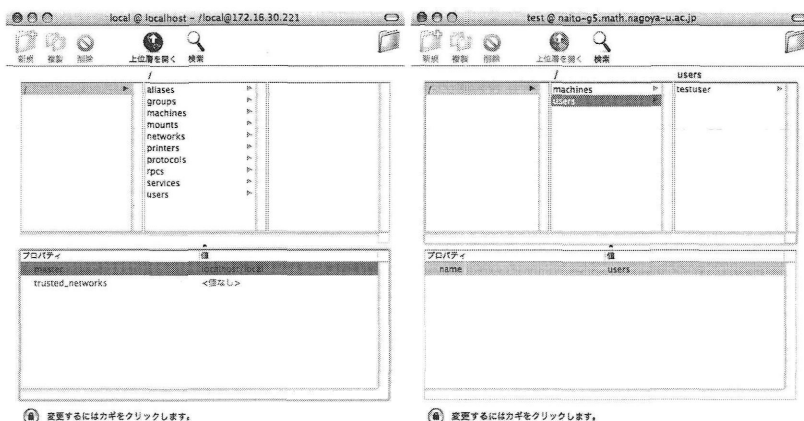 local @ localhost - /local@172.16.30.221
新規 複製 削除 上位層を開く 検索
/
/
aliases
groups
machines
mounts
networks
printers
protocols
rpcs
services
users
プロパティ 値
master localhost/local
trusted_networks <値なし>
変更するにはカギをクリックします。
test @ naito-g5.math.nagoya-u.ac.jp
新規 複製 削除 上位層を開く 検索
/ users
/
machines
users
testuser
プロパティ 値
name users
変更するにはカギをクリックします。